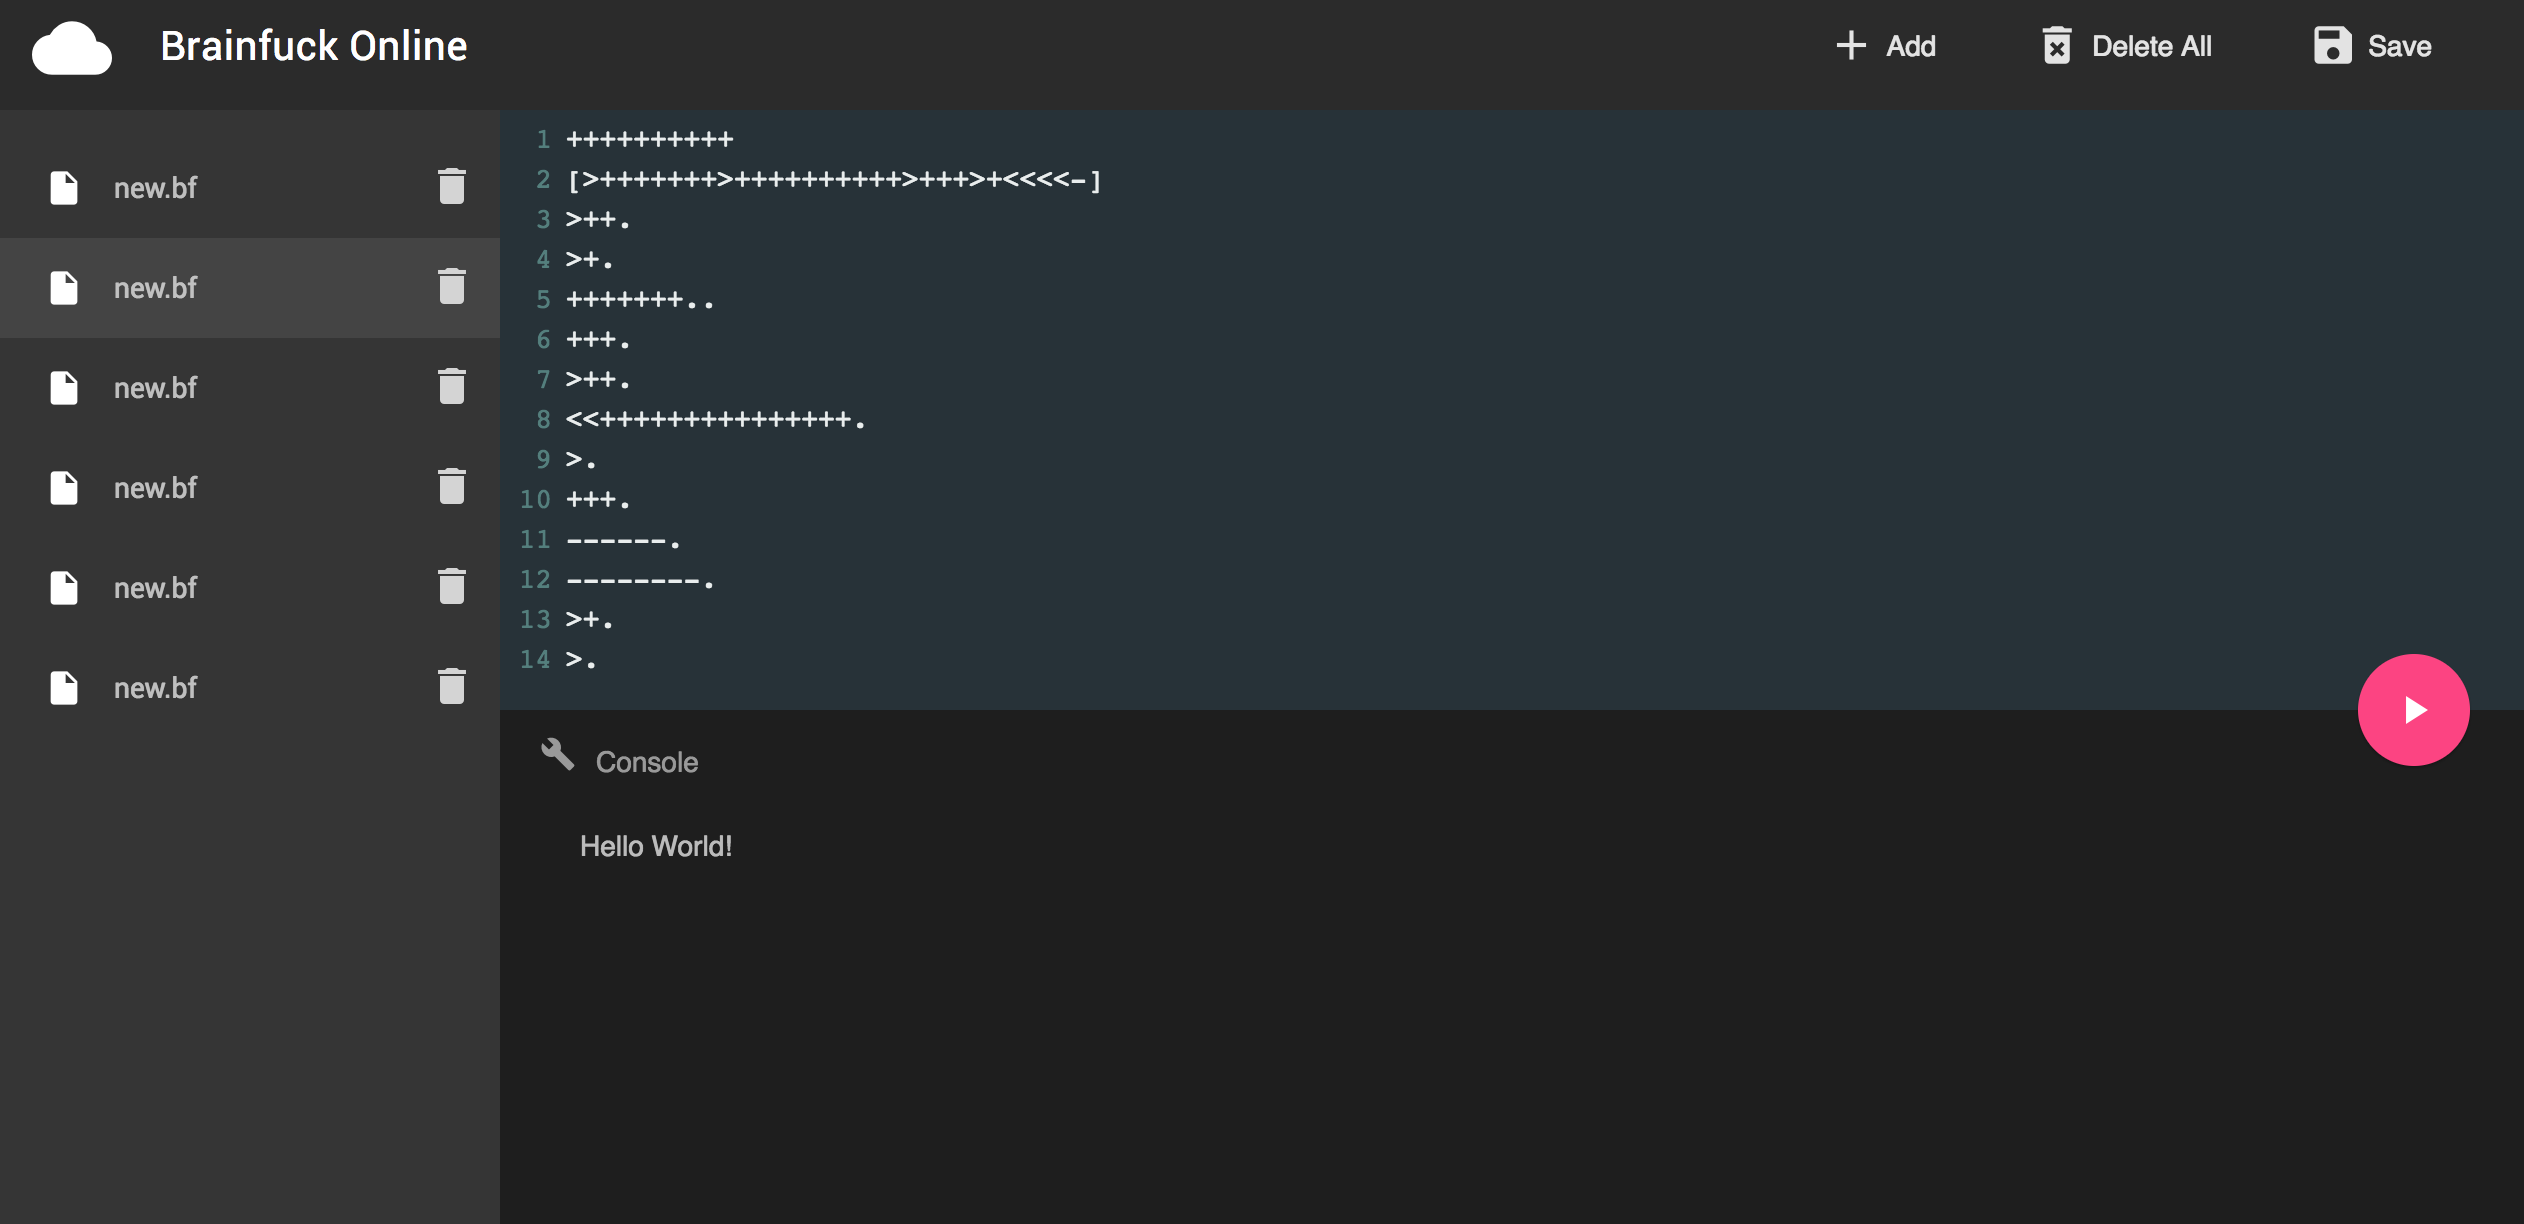 Brainfuck Online
Add
Delete All
Save
new.bf
new.bf
new.bf
new.bf
new.bf
new.bf
1 ++++++++++
2 [>+++++++>++++++++++>+++>+<<<<-]
3 >++.
4 >+.
5 +++++++..
6 +++.
7 >++.
8 <<+++++++++++++++.
9 >.
10 +++.
11 ------.
12 --------.
13 >+.
14 >.
Console
Hello World!